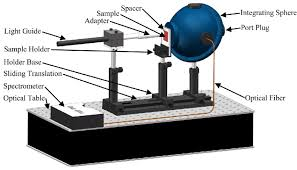 Spacer
Sample
Adapter
Light Guide
Sample Holder
Holder Base
Sliding Translation
Spectrometer
Optical Table
Integrating Sphere
Port Plug
Optical Fiber